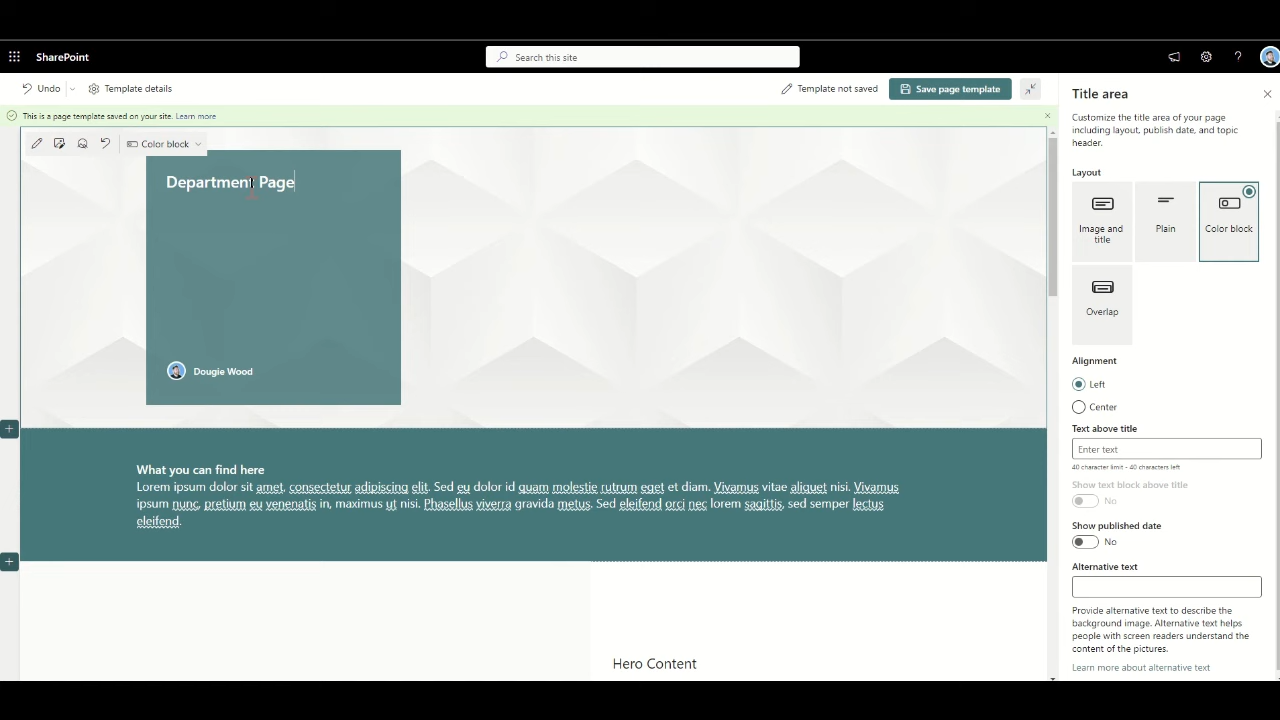 SharePoint
Search this site
?
Undo
Template details
Template not saved
Save page template
This is a page template saved on your site. Learn more
Color block
Department Page
Dougie Wood
What you can find here
Lorem ipsum dolor sit amet, consectetur adipiscing elit. Sed eu dolor id quam molestie rutrum eget et diam. Vivamus vitae aliquet nisi. Vivamus
ipsum nunc, pretium eu venenatis in, maximus ut nisi. Phasellus viverra gravida metus. Sed eleifend orci nec lorem sagittis, sed semper lectus
eleifend.
Hero Content
Title area
Customize the title area of your page
including layout, publish date, and topic
header.
Layout
Image and
title
Plain
Color block
Overlap
Alignment
Left
Center
Text above title
Enter text
40 character limit - 40 characters left
Show text block above title
No
Show published date
No
Alternative text
Provide alternative text to describe the
background image. Alternative text helps
people with screen readers understand the
content of the pictures.
Learn more about alternative text